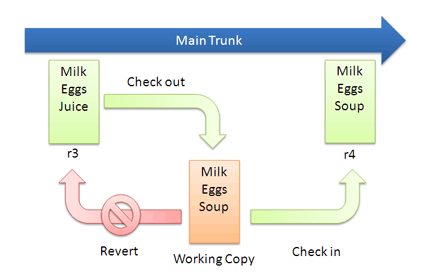 Main Trunk
Milk
Eggs
Juice
r3
Check out
Milk
Eggs
Soup
r4
Milk
Eggs
Soup
Working Copy
Revert
Check in